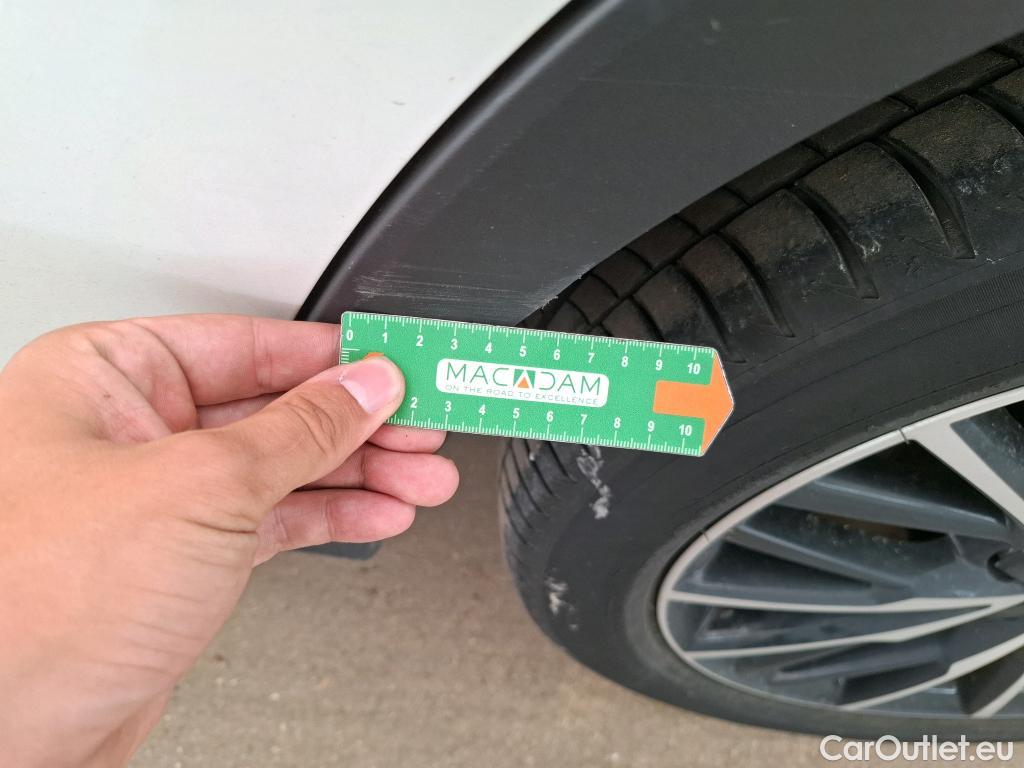 0 1 2 3 4 5 6 7 8 9 10
MACADAM
ON THE ROAD TO EXCELLENCE
2 3 4 5 6 7 8 9 10
CarOutlet.eu